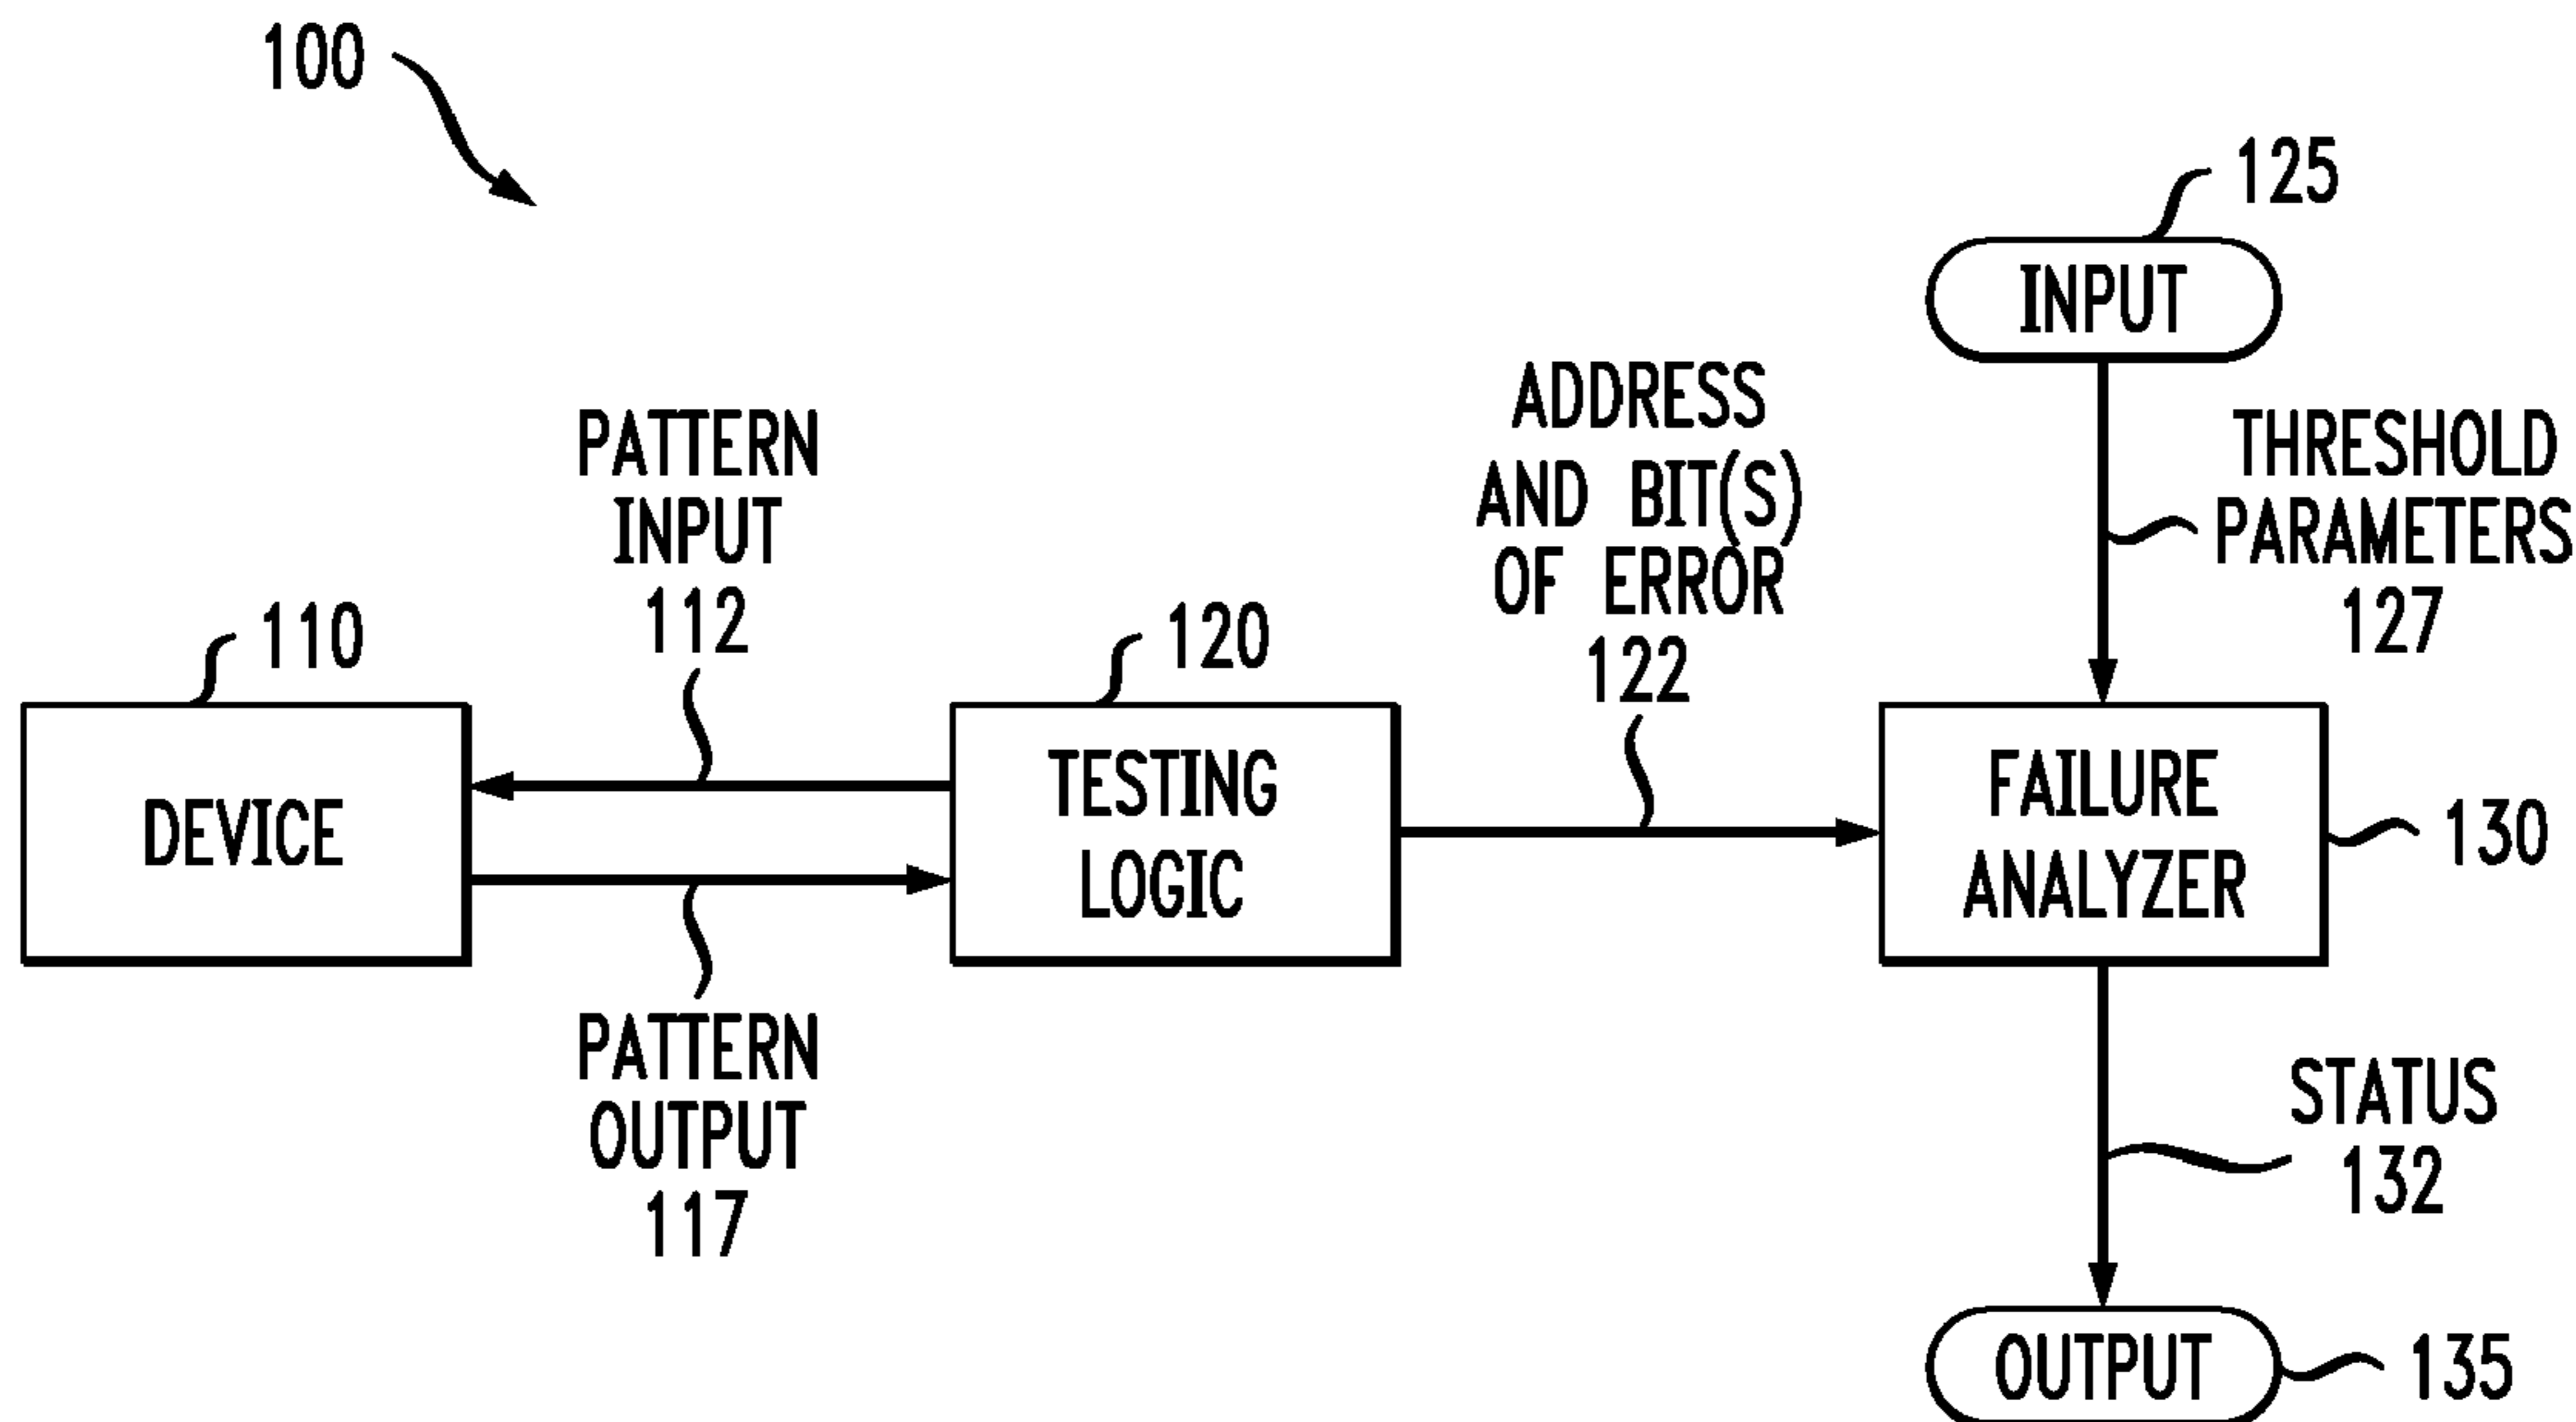 100
125
INPUT
THRESHOLD
PARAMETERS
127
ADDRESS
AND BIT(S)
OF ERROR
122
PATTERN
INPUT
112
110
120
DEVICE
TESTING
LOGIC
FAILURE
ANALYZER
130
PATTERN
OUTPUT
117
STATUS
132
OUTPUT
135